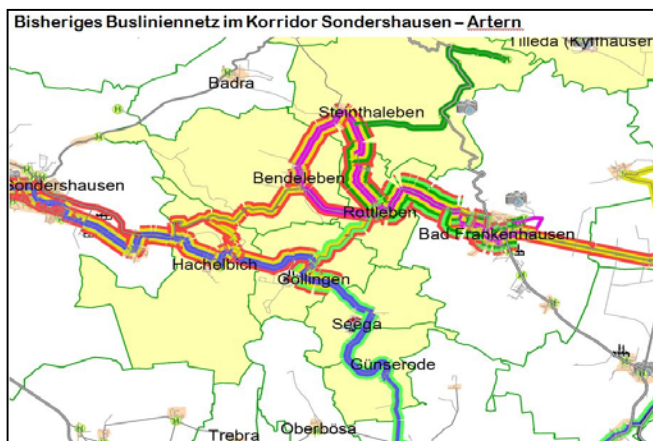 Bisheriges Busliniennetz im Korridor Sondershausen – Artern
Tilleda (Kyffhäuser
Badra
Steinthaleben
Bendeleben
Sondershausen
Rottleben
Bad Frankenhausen
Hachelbich
Göllingen
Seega
Günserode
Trebra
Oberbösa